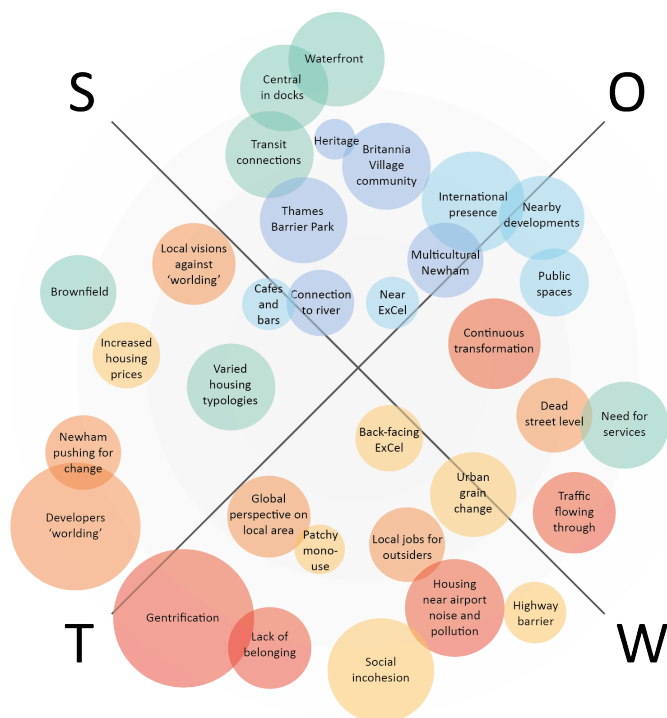 S
O
Waterfront
Central
in docks
Transit
connections
Heritage
Britannia
Village
community
International
presence
Nearby
developments
Thames
Barrier Park
Multicultural
Newham
Local visions
against
‘worlding’
Public
spaces
Brownfield
Cafes
and
bars
Connection
to river
Near
ExCel
Continuous
transformation
Increased
housing
prices
Varied
housing
typologies
Dead
street level
Need for
services
Newham
pushing for
change
Back-facing
ExCel
Urban
grain
change
Traffic
flowing
through
Developers
‘worlding’
Global
perspective on
local area
Patchy
mono-
use
Local jobs for
outsiders
Housing
near airport
noise and
pollution
Highway
barrier
Gentrification
Lack of
belonging
Social
incohesion
T
W